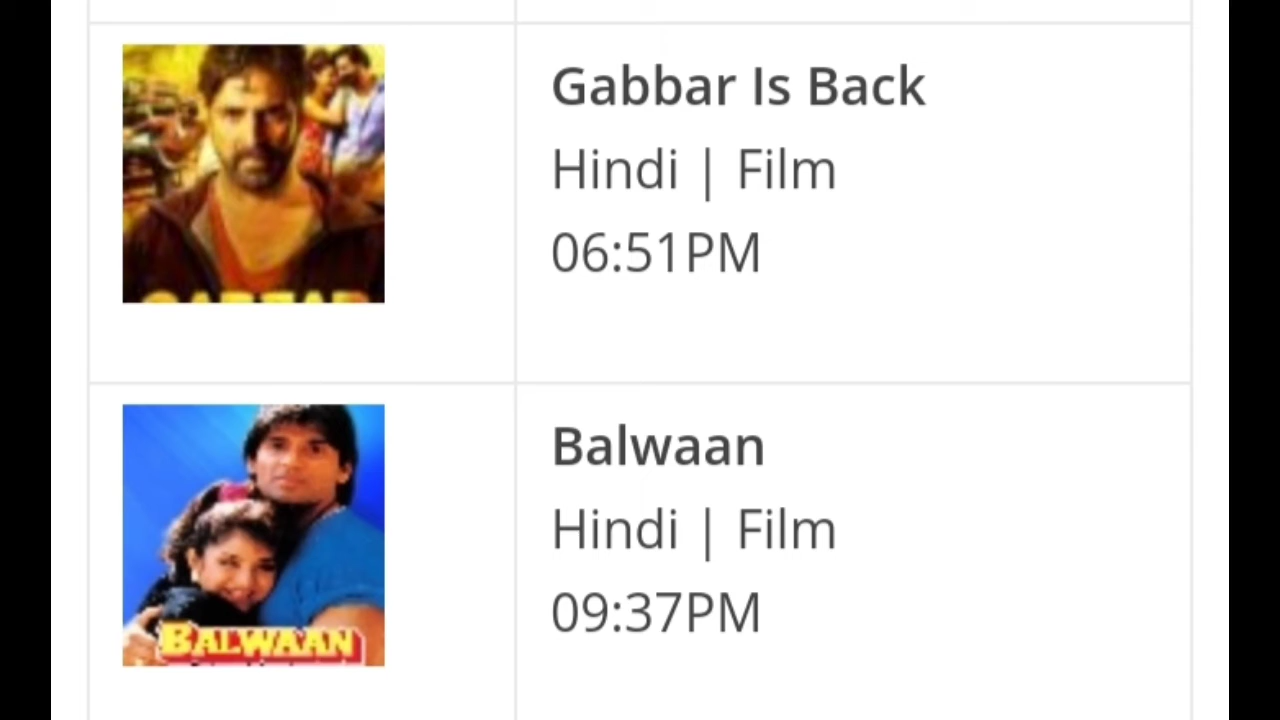 Gabbar Is Back
Hindi | Film
06:51PM
Balwaan
Hindi | Film
09:37PM
BALWAAN